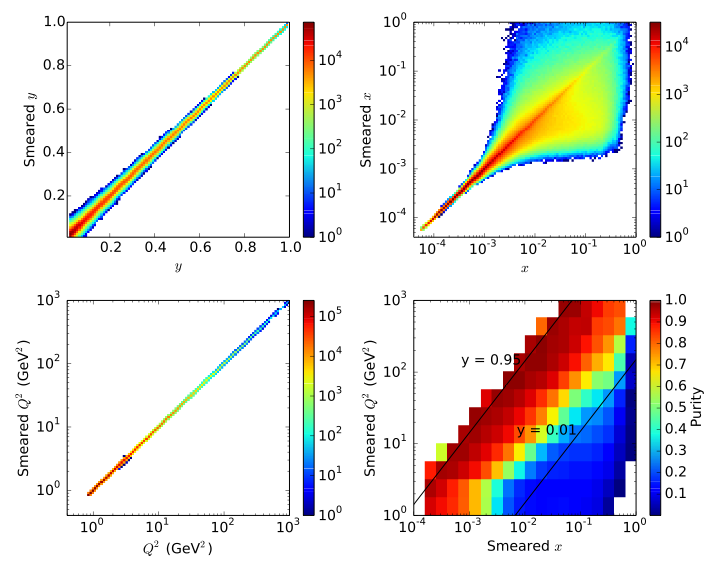 1.0
0.8
0.6
0.4
0.2
Smeared y
0.2 0.4 0.6 0.8 1.0
y
10^4
10^3
10^2
10^1
10^0
10^0
10^-1
10^-2
10^-3
10^-4
Smeared x
10^-4 10^-3 10^-2 10^-1 10^0
x
10^4
10^3
10^2
10^1
10^0
10^3
10^2
10^1
10^0
Smeared Q^2 (GeV^2)
10^0 10^1 10^2 10^3
Q^2 (GeV^2)
10^5
10^4
10^3
10^2
10^1
10^0
10^3
10^2
10^1
10^0
Smeared Q^2 (GeV^2)
y = 0.95
y = 0.01
10^-4 10^-3 10^-2 10^-1 10^0
Smeared x
1.0
0.9
0.8
0.7
0.6
0.5
0.4
0.3
0.2
0.1
Purity